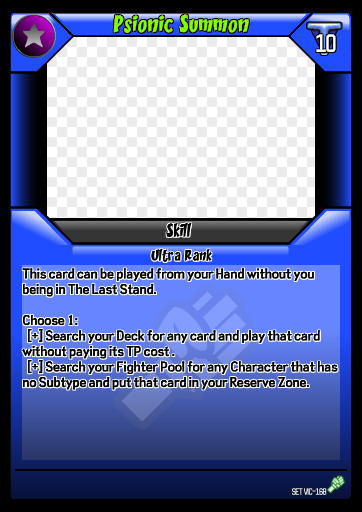 Psionic Summon
10
Skill
Ultra Rank
This card can be played from your Hand without you
being in The Last Stand.
Choose 1:
[+] Search your Deck for any card and play that card
without paying its TP cost .
[+] Search your Fighter Pool for any Character that has
no Subtype and put that card in your Reserve Zone.
SET VIC-168